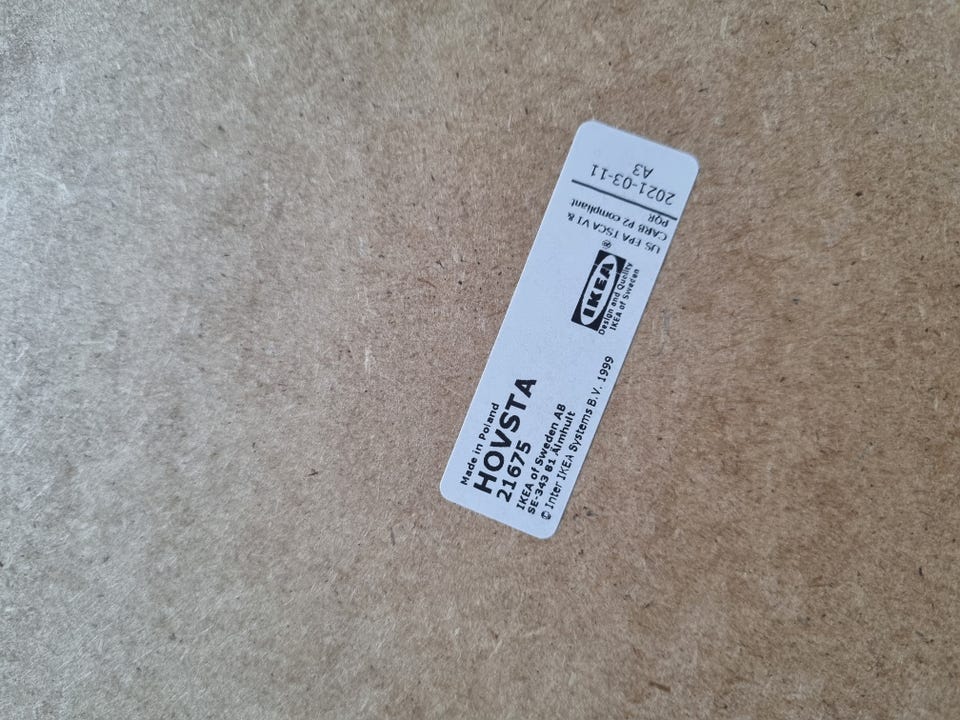 Made in Poland
HOVSTA
21675
IKEA of Sweden AB
SE-343 81 Älmhult
© Inter IKEA Systems B.V. 1999
IKEA ®
Design and Quality
IKEA of Sweden
US EPA TSCA VI &
CARB P2 compliant
PQR
2021-03-11
A3